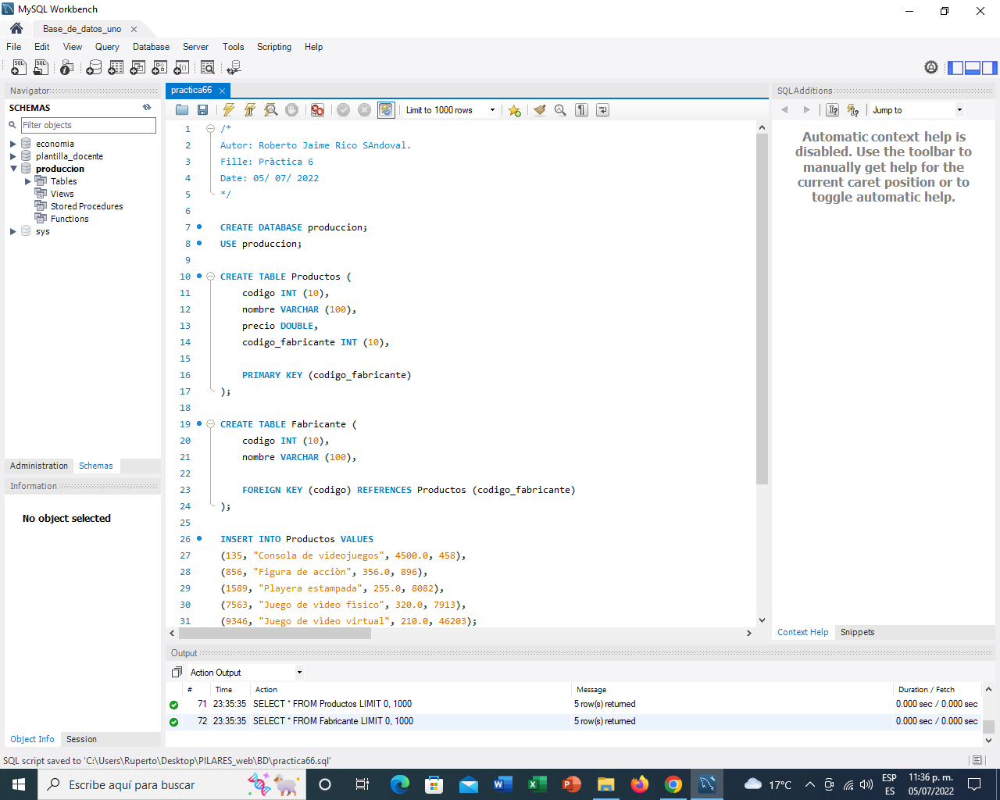 MySQL Workbench
Base_de_datos_uno
File Edit View Query Database Server Tools Scripting Help
Navigator
SCHEMAS
Filter objects
economia
plantilla_docente
produccion
Tables
Views
Stored Procedures
Functions
sys
Administration Schemas
Information
No object selected
Object Info Session
practica66
Limit to 1000 rows
1 /*
2 Autor: Roberto Jaime Rico SAndoval.
3 Fille: Pràctica 6
4 Date: 05/ 07/ 2022
5 */
6
7 CREATE DATABASE produccion;
8 USE produccion;
9
10 CREATE TABLE Productos (
11 codigo INT (10),
12 nombre VARCHAR (100),
13 precio DOUBLE,
14 codigo_fabricante INT (10),
15
16 PRIMARY KEY (codigo_fabricante)
17 );
18
19 CREATE TABLE Fabricante (
20 codigo INT (10),
21 nombre VARCHAR (100),
22
23 FOREIGN KEY (codigo) REFERENCES Productos (codigo_fabricante)
24 );
25
26 INSERT INTO Productos VALUES
27 (135, "Consola de videojuegos", 4500.0, 458),
28 (856, "Figura de acciòn", 356.0, 896),
29 (1589, "Playera estampada", 255.0, 8082),
30 (7563, "Juego de vìdeo fìsico", 320.0, 7913),
31 (9346, "Juego de vìdeo virtual", 210.0, 46203);
SQLAdditions
Jump to
Automatic context help is
disabled. Use the toolbar to
manually get help for the
current caret position or to
toggle automatic help.
Context Help Snippets
Output
Action Output
# Time Action Message Duration / Fetch
71 23:35:35 SELECT * FROM Productos LIMIT 0, 1000 5 row(s) returned 0.000 sec / 0.000 sec
72 23:35:35 SELECT * FROM Fabricante LIMIT 0, 1000 5 row(s) returned 0.000 sec / 0.000 sec
SQL script saved to 'C:\Users\Ruperto\Desktop\PILARES_web\BD\practica66.sql'
Escribe aquí para buscar
17°C
ESP
ES
11:36 p. m.
05/07/2022